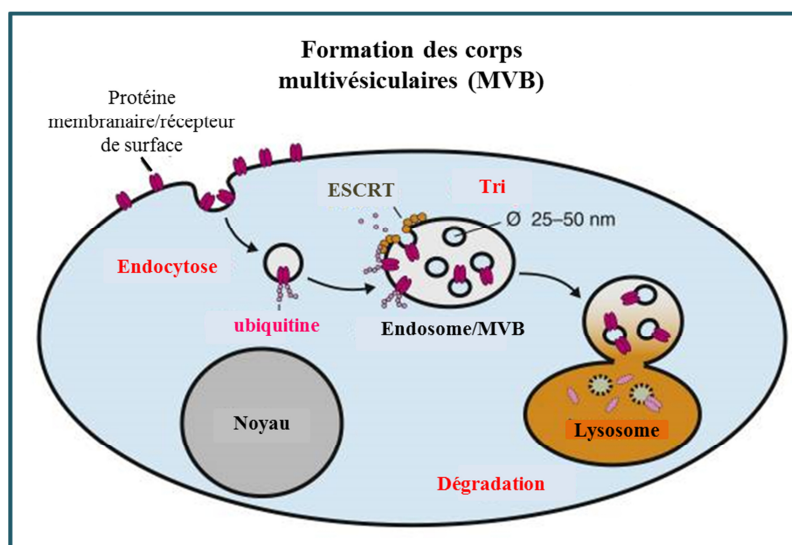 Formation des corps
multivésiculaires (MVB)
Protéine
membranaire/récepteur
de surface
ESCRT
Tri
Ø 25–50 nm
Endocytose
ubiquitine
Endosome/MVB
Noyau
Lysosome
Dégradation